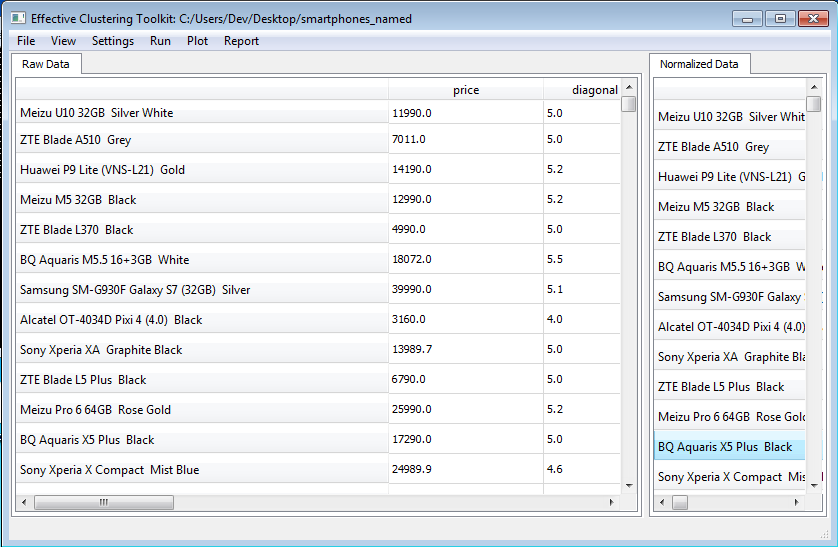 Effective Clustering Toolkit: C:/Users/Dev/Desktop/smartphones_named
File View Settings Run Plot Report
Raw Data
price diagonal
Meizu U10 32GB Silver White 11990.0 5.0
ZTE Blade A510 Grey 7011.0 5.0
Huawei P9 Lite (VNS-L21) Gold 14190.0 5.2
Meizu M5 32GB Black 12990.0 5.2
ZTE Blade L370 Black 4990.0 5.0
BQ Aquaris M5.5 16+3GB White 18072.0 5.5
Samsung SM-G930F Galaxy S7 (32GB) Silver 39990.0 5.1
Alcatel OT-4034D Pixi 4 (4.0) Black 3160.0 4.0
Sony Xperia XA Graphite Black 13989.7 5.0
ZTE Blade L5 Plus Black 6790.0 5.0
Meizu Pro 6 64GB Rose Gold 25990.0 5.2
BQ Aquaris X5 Plus Black 17290.0 5.0
Sony Xperia X Compact Mist Blue 24989.9 4.6
Normalized Data
Meizu U10 32GB Silver Whit
ZTE Blade A510 Grey
Huawei P9 Lite (VNS-L21) G
Meizu M5 32GB Black
ZTE Blade L370 Black
BQ Aquaris M5.5 16+3GB W
Samsung SM-G930F Galaxy
Alcatel OT-4034D Pixi 4 (4.0)
Sony Xperia XA Graphite Bla
ZTE Blade L5 Plus Black
Meizu Pro 6 64GB Rose Gold
BQ Aquaris X5 Plus Black
Sony Xperia X Compact Mist